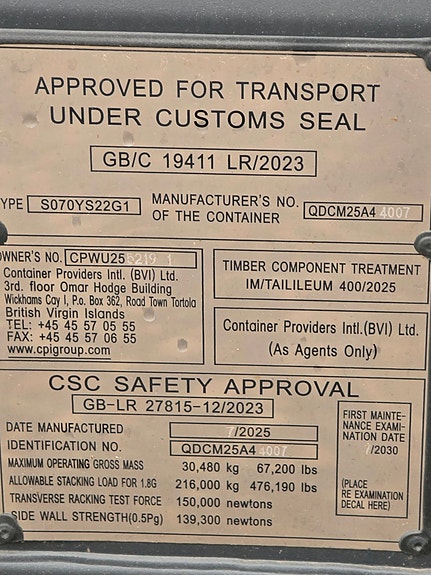 APPROVED FOR TRANSPORT
UNDER CUSTOMS SEAL
GB/C 19411 LR/2023
TYPE S070YS22G1
MANUFACTURER'S NO.
OF THE CONTAINER QDCM25A4 4007
OWNER'S NO. CPWU25 5219 1
Container Providers Intl. (BVI) Ltd.
3rd. floor Omar Hodge Building
Wickhams Cay I, P.o. Box 362, Road Town Tortola
British Virgin Islands
TEL: +45 45 57 05 55
FAX: +45 45 57 06 55
www.cpigroup.com
TIMBER COMPONENT TREATMENT
IM/TAILILEUM 400/2025
Container Providers Intl.(BVI) Ltd.
(As Agents Only)
CSC SAFETY APPROVAL
GB-LR 27815-12/2023
DATE MANUFACTURED 7/2025
IDENTIFICATION NO. QDCM25A4 4007
MAXIMUM OPERATING GROSS MASS 30,480 kg 67,200 lbs
ALLOWABLE STACKING LOAD FOR 1.8G 216,000 kg 476,190 lbs
TRANSVERSE RACKING TEST FORCE 150,000 newtons
SIDE WALL STRENGTH(0.5Pg) 139,300 newtons
FIRST MAINTE-
NANCE EXAMI-
NATION DATE
7/2030
(PLACE
RE EXAMINATION
DECAL HERE)